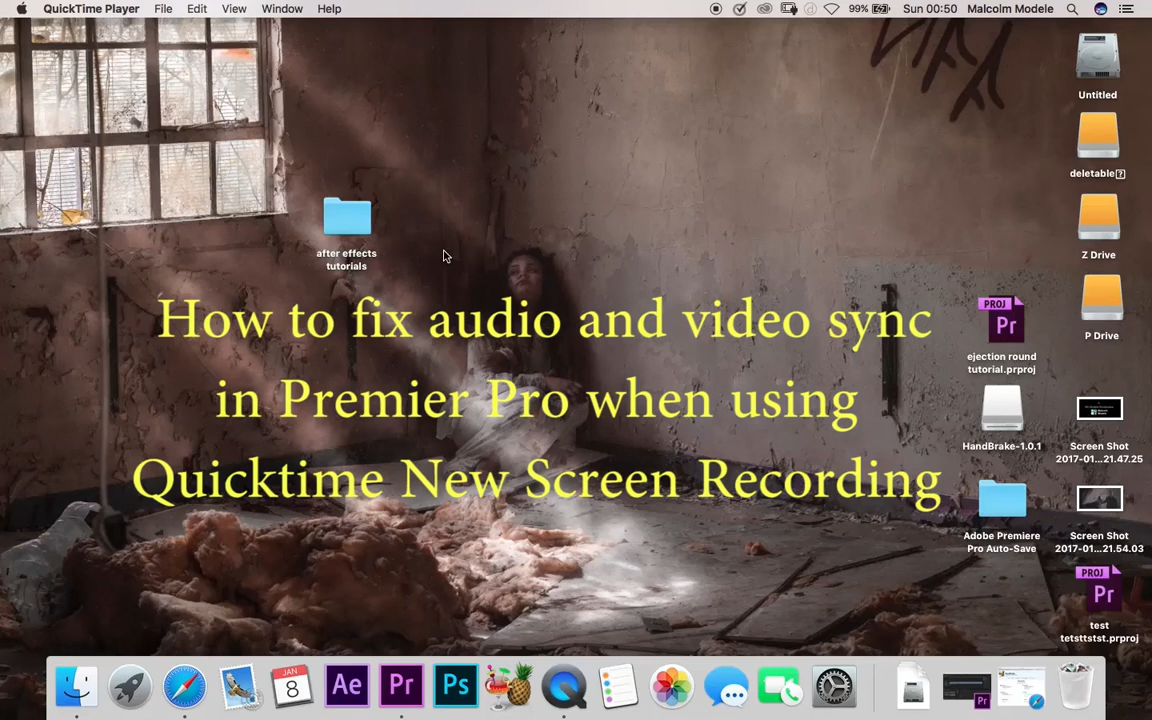 QuickTime Player File Edit View Window Help 99% Sun 00:50 Malcolm Modele
Untitled
deletable?
Z Drive
P Drive
after effects
tutorials
How to fix audio and video sync
in Premier Pro when using
Quicktime New Screen Recording
PROJ
Pr
ejection round
tutorial.prproj
HandBrake-1.0.1
Screen Shot
2017-01...21.47.25
Adobe Premiere
Pro Auto-Save
Screen Shot
2017-01...21.54.03
PROJ
Pr
test
tetsttstst.prproj
JAN
8
Ae
Pr
Ps
Pr